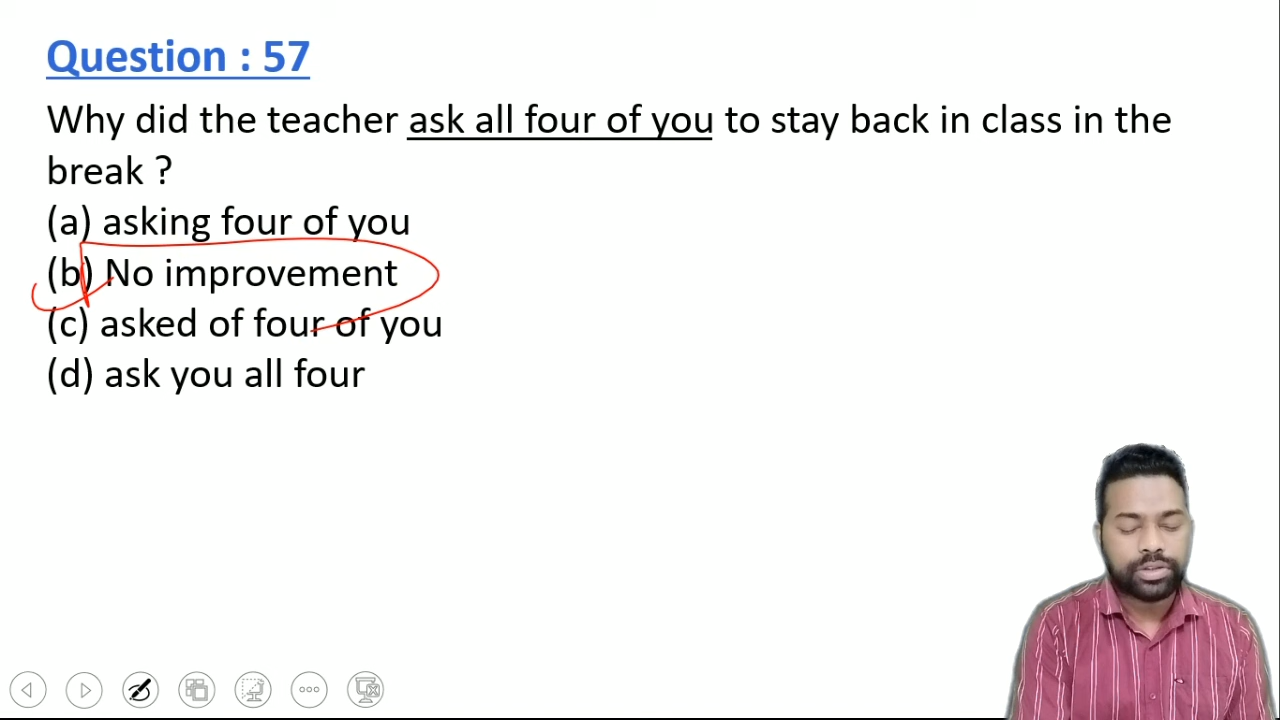 Question : 57
Why did the teacher ask all four of you to stay back in class in the
break ?
(a) asking four of you
(b) No improvement
(c) asked of four of you
(d) ask you all four